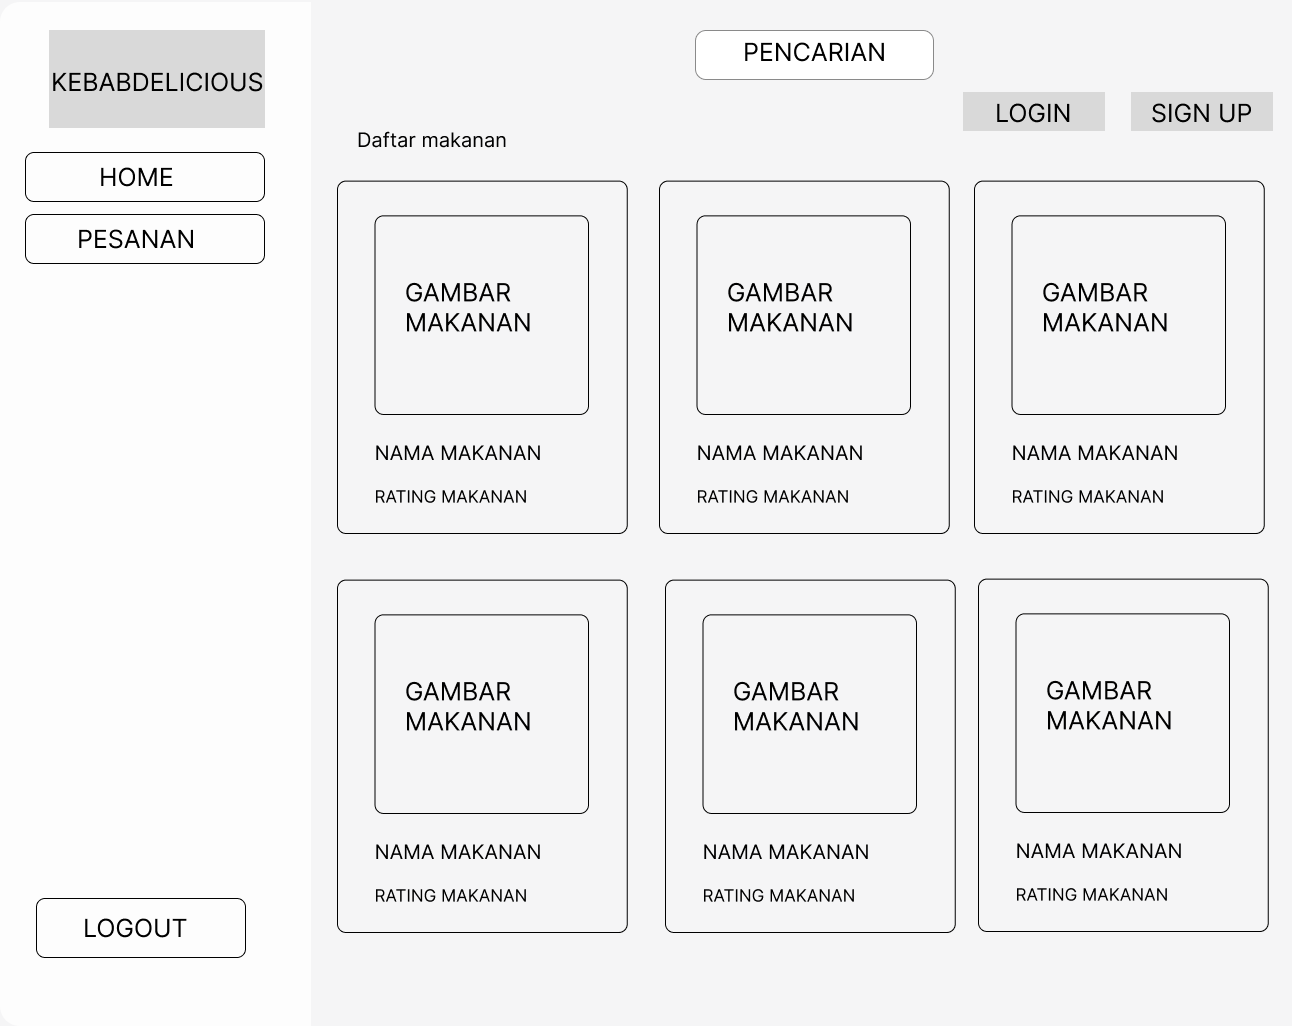 KEBABDELICIOUS
HOME
PESANAN
LOGOUT
PENCARIAN
LOGIN
SIGN UP
Daftar makanan
GAMBAR
MAKANAN
NAMA MAKANAN
RATING MAKANAN
GAMBAR
MAKANAN
NAMA MAKANAN
RATING MAKANAN
GAMBAR
MAKANAN
NAMA MAKANAN
RATING MAKANAN
GAMBAR
MAKANAN
NAMA MAKANAN
RATING MAKANAN
GAMBAR
MAKANAN
NAMA MAKANAN
RATING MAKANAN
GAMBAR
MAKANAN
NAMA MAKANAN
RATING MAKANAN